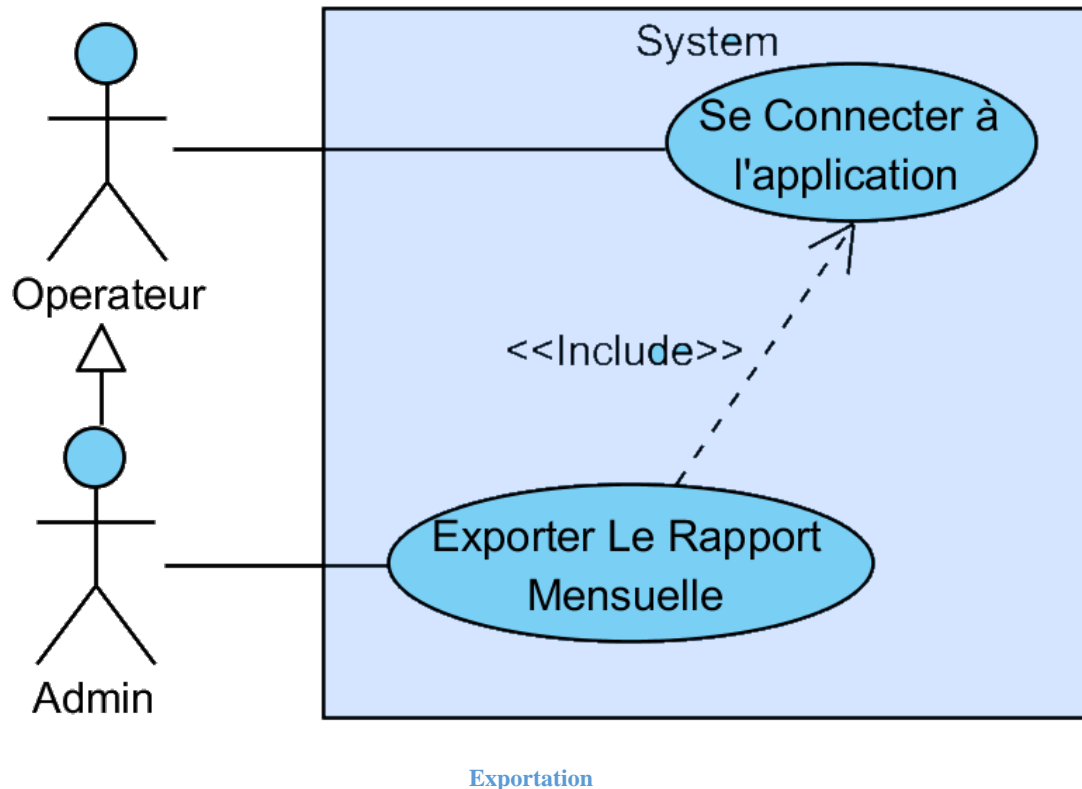 System
Se Connecter à
l'application
Operateur
<<Include>>
Exporter Le Rapport
Mensuelle
Admin
Exportation